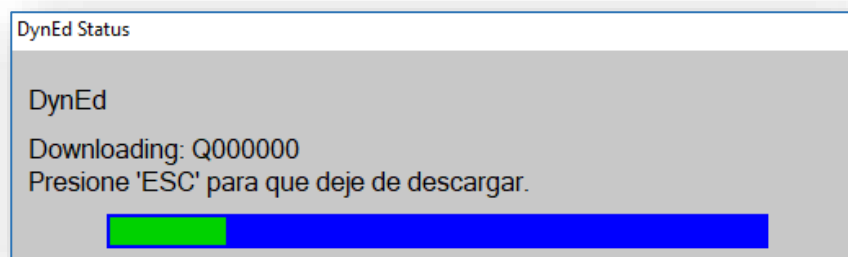 DynEd Status
DynEd
Downloading: Q000000
Presione 'ESC' para que deje de descargar.